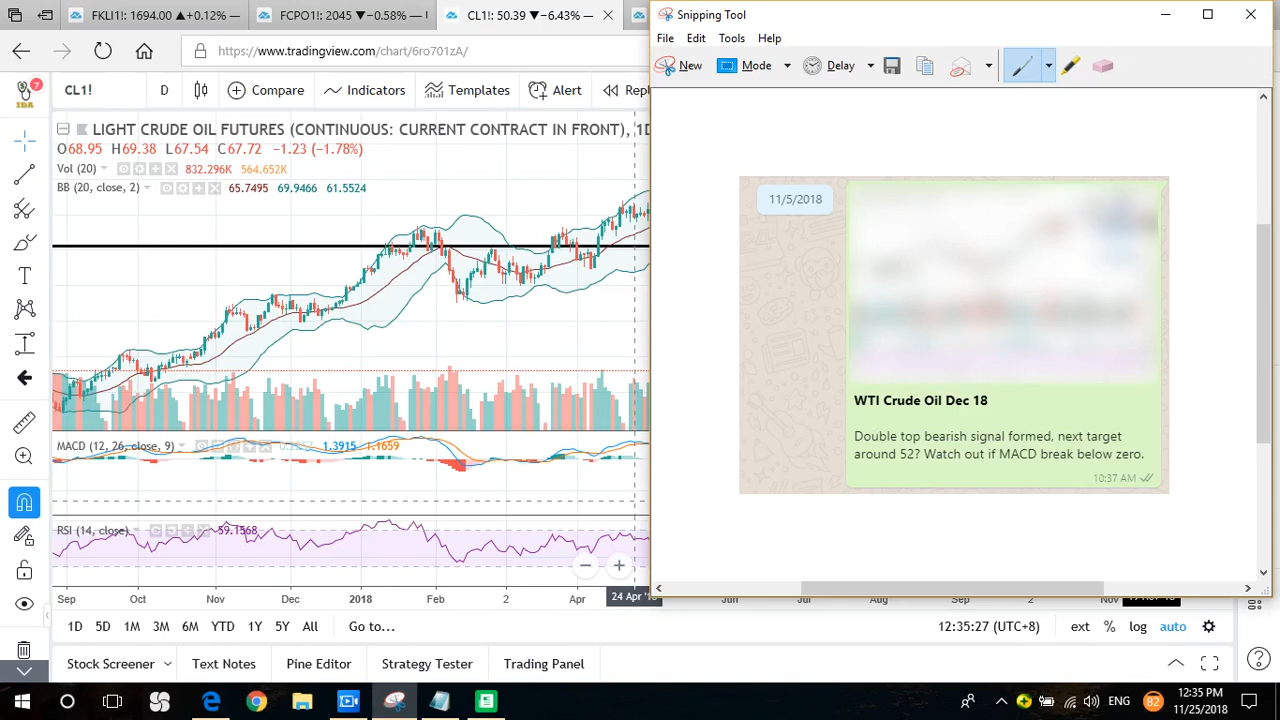 FKLI1!: 1694.00 ▲+0.12%
FCPO1!: 2045 ▼−0.58%
CL1!: 50.39 ▼−6.43%
https://www.tradingview.com/chart/6ro701zA/
7
IDA
CL1!
D
Compare
Indicators
Templates
Alert
LIGHT CRUDE OIL FUTURES (CONTINUOUS: CURRENT CONTRACT IN FRONT), 1D
O68.95 H69.38 L67.54 C67.72 −1.23 (−1.78%)
Vol (20) 832.296K 564.652K
BB (20, close, 2) 65.7495 69.9466 61.5524
MACD (12, 26, close, 9) 1.3915 1.1659
RSI (14, close) 59.1568
Sep Oct Nov Dec 2018 Feb 2 Apr 24 Apr '18 Jun Jul Aug Sep 2 Nov
1D 5D 1M 3M 6M YTD 1Y 5Y All Go to... 12:35:27 (UTC+8) ext % log auto
Stock Screener Text Notes Pine Editor Strategy Tester Trading Panel
Snipping Tool
File Edit Tools Help
New Mode Delay
11/5/2018
WTI Crude Oil Dec 18
Double top bearish signal formed, next target
around 52? Watch out if MACD break below zero.
10:37 AM
ENG
82
12:35 PM
11/25/2018